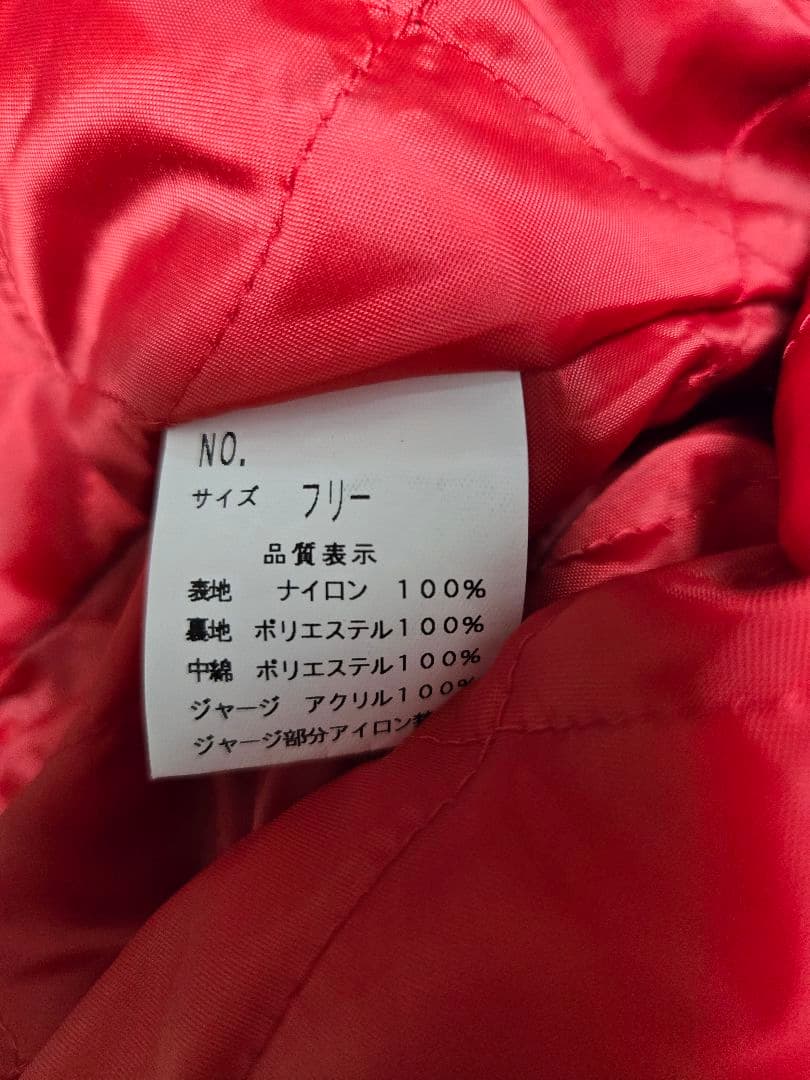 NO.
サイズ フリー
品質表示
表地 ナイロン 100%
裏地 ポリエステル100%
中綿 ポリエステル100%
ジャージ アクリル100%
ジャージ部分アイロン